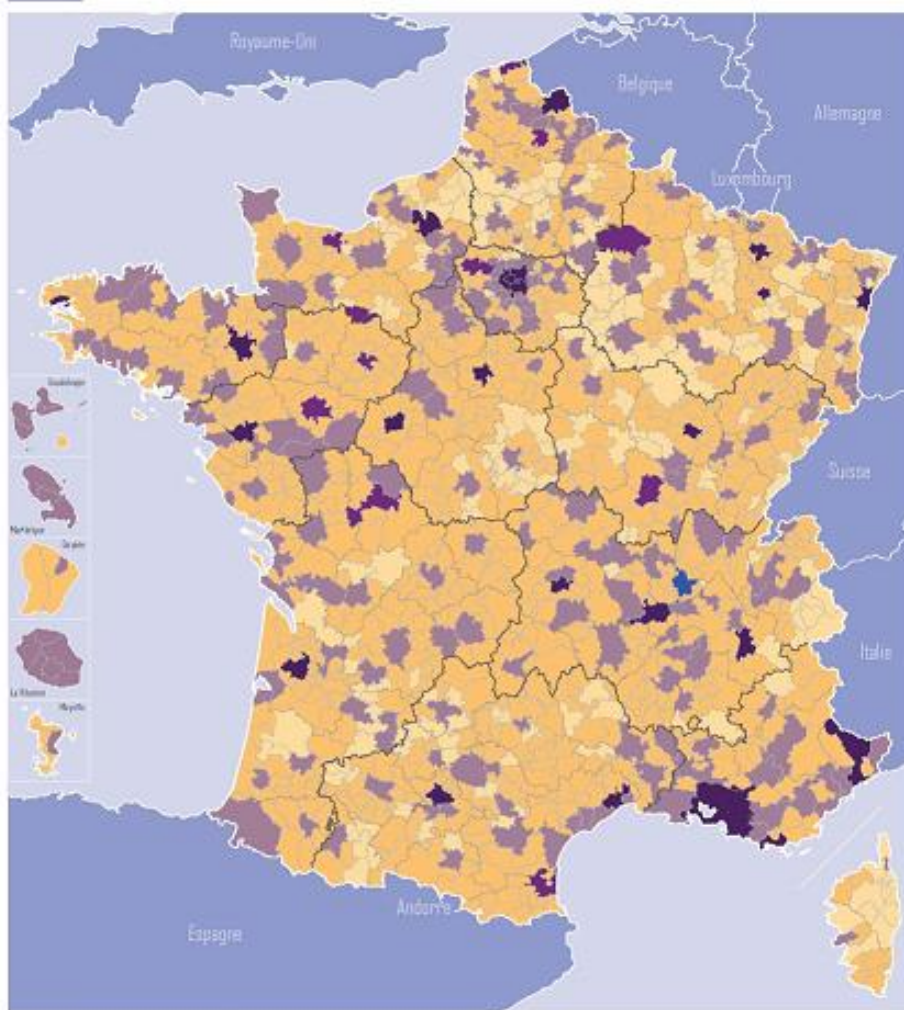 Royaume-Uni
Belgique
Allemagne
Luxembourg
Guadeloupe
Suisse
Martinique
Guyane
Italie
La Réunion
Mayotte
Andorre
Espagne